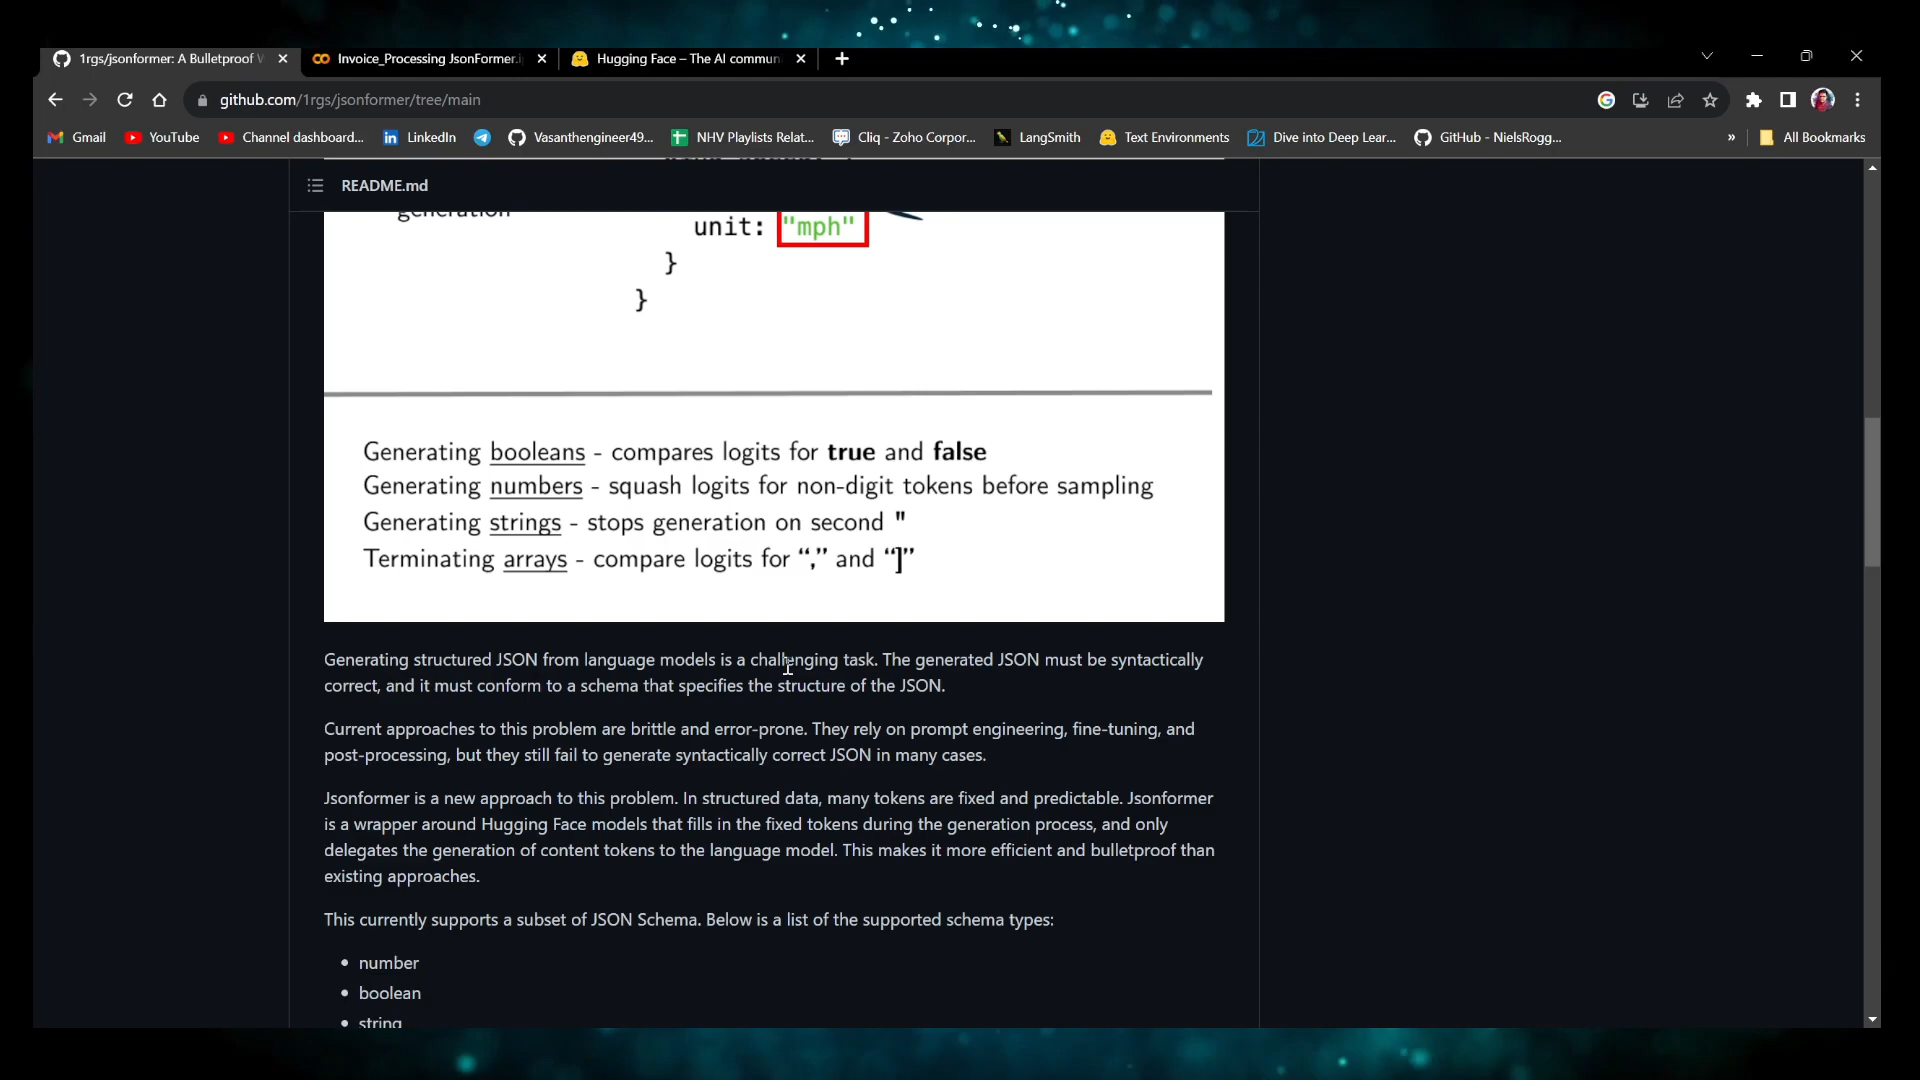 1rgs/jsonformer: A Bulletproof W
Invoice_Processing JsonFormer.i
Hugging Face – The AI commun
github.com/1rgs/jsonformer/tree/main
Gmail
YouTube
Channel dashboard...
LinkedIn
Vasanthengineer49...
NHV Playlists Relat...
Cliq - Zoho Corpor...
LangSmith
Text Environments
Dive into Deep Lear...
GitHub - NielsRogg...
»
All Bookmarks
README.md
generation
unit: "mph"
}
}
Generating booleans - compares logits for true and false
Generating numbers - squash logits for non-digit tokens before sampling
Generating strings - stops generation on second "
Terminating arrays - compare logits for “,” and “]”
Generating structured JSON from language models is a challenging task. The generated JSON must be syntactically
correct, and it must conform to a schema that specifies the structure of the JSON.
Current approaches to this problem are brittle and error-prone. They rely on prompt engineering, fine-tuning, and
post-processing, but they still fail to generate syntactically correct JSON in many cases.
Jsonformer is a new approach to this problem. In structured data, many tokens are fixed and predictable. Jsonformer
is a wrapper around Hugging Face models that fills in the fixed tokens during the generation process, and only
delegates the generation of content tokens to the language model. This makes it more efficient and bulletproof than
existing approaches.
This currently supports a subset of JSON Schema. Below is a list of the supported schema types:
• number
• boolean
• string